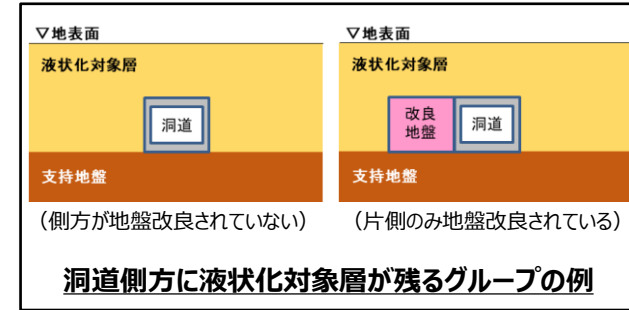 ▽地表面
液状化対象層
洞道
支持地盤
（側方が地盤改良されていない）
▽地表面
液状化対象層
改良
地盤
洞道
支持地盤
（片側のみ地盤改良されている）
洞道側方に液状化対象層が残るグループの例